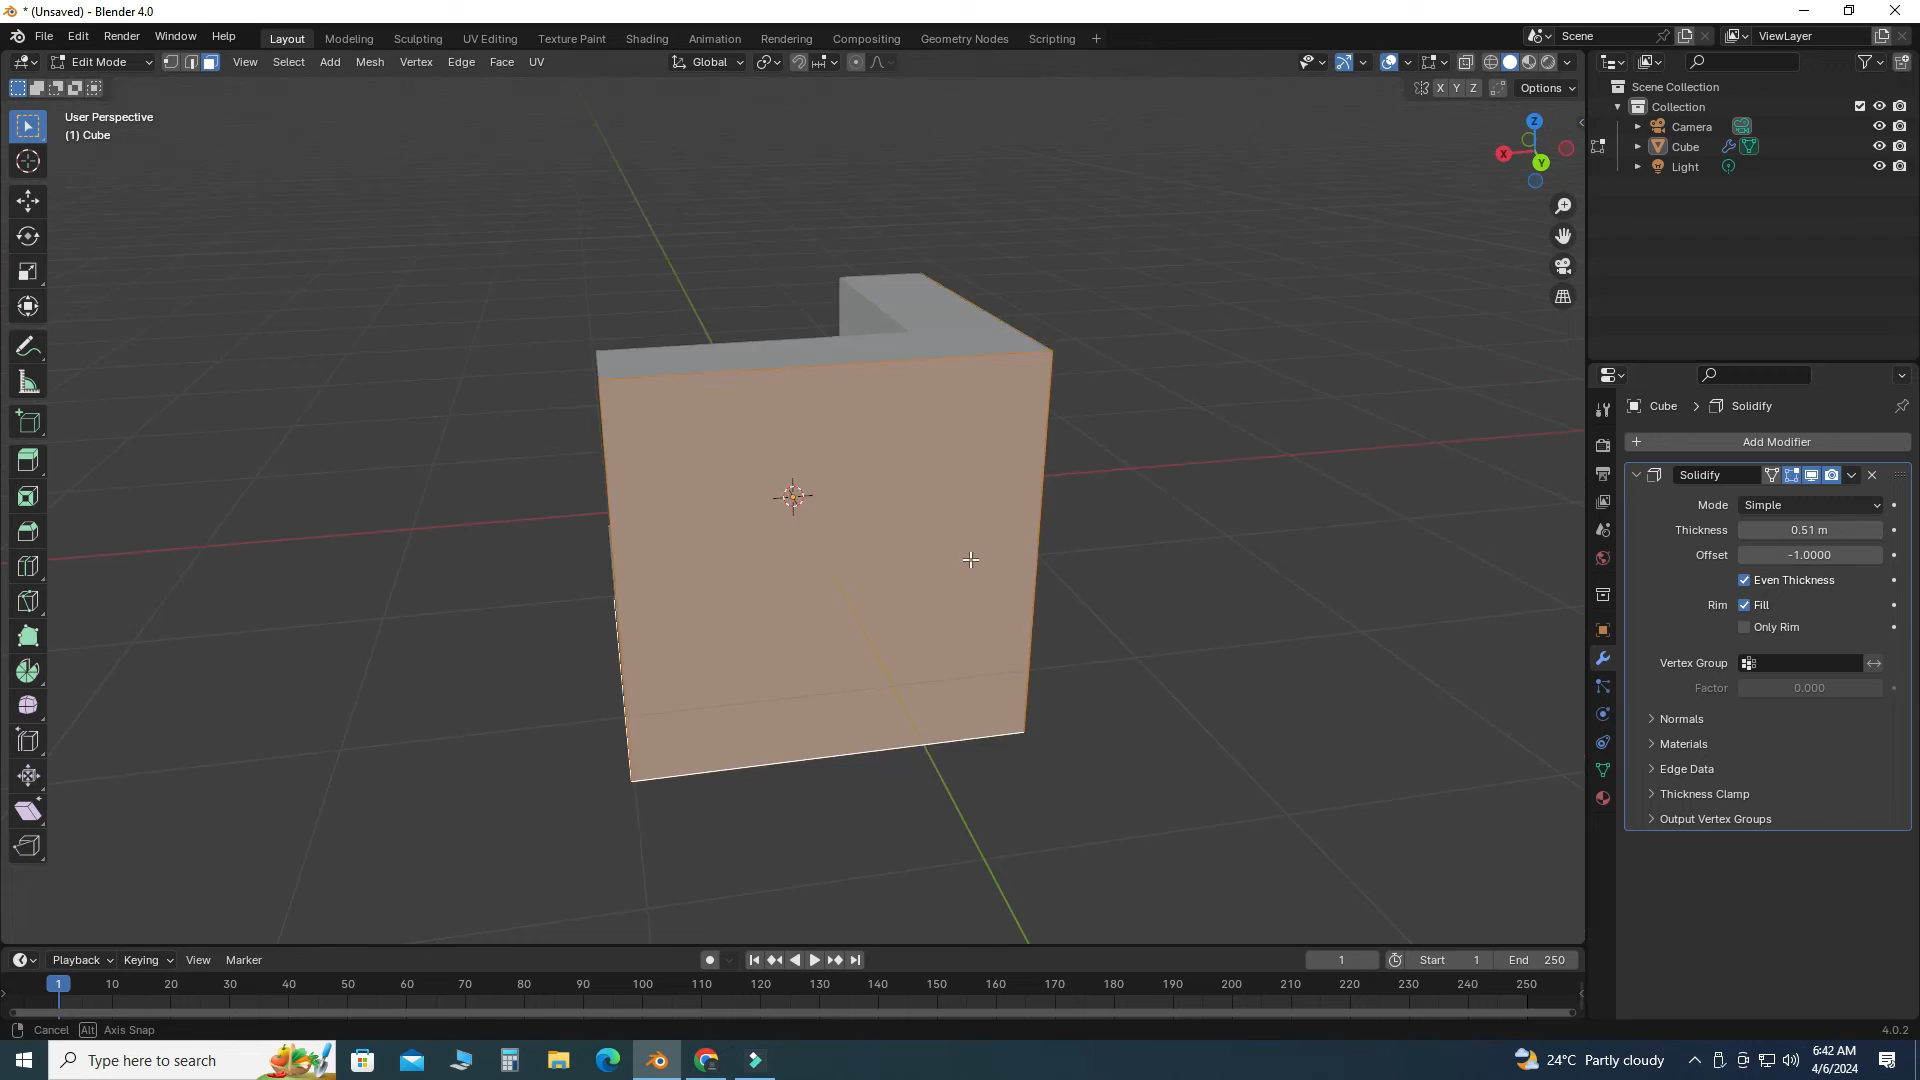 * (Unsaved) - Blender 4.0
File Edit Render Window Help Layout Modeling Sculpting UV Editing Texture Paint Shading Animation Rendering Compositing Geometry Nodes Scripting + Scene ViewLayer
Edit Mode View Select Add Mesh Vertex Edge Face UV Global
X Y Z Options
User Perspective
(1) Cube
Z
X
Y
Scene Collection
Collection
Camera
Cube
Light
Cube > Solidify
+ Add Modifier
Solidify
Mode Simple
Thickness 0.51 m
Offset -1.0000
Even Thickness
Rim Fill
Only Rim
Vertex Group
Factor 0.000
Normals
Materials
Edge Data
Thickness Clamp
Output Vertex Groups
Playback Keying View Marker 1 Start 1 End 250
1 10 20 30 40 50 60 70 80 90 100 110 120 130 140 150 160 170 180 190 200 210 220 230 240 250
Cancel Alt Axis Snap 4.0.2
Type here to search 24°C Partly cloudy 6:42 AM
4/6/2024